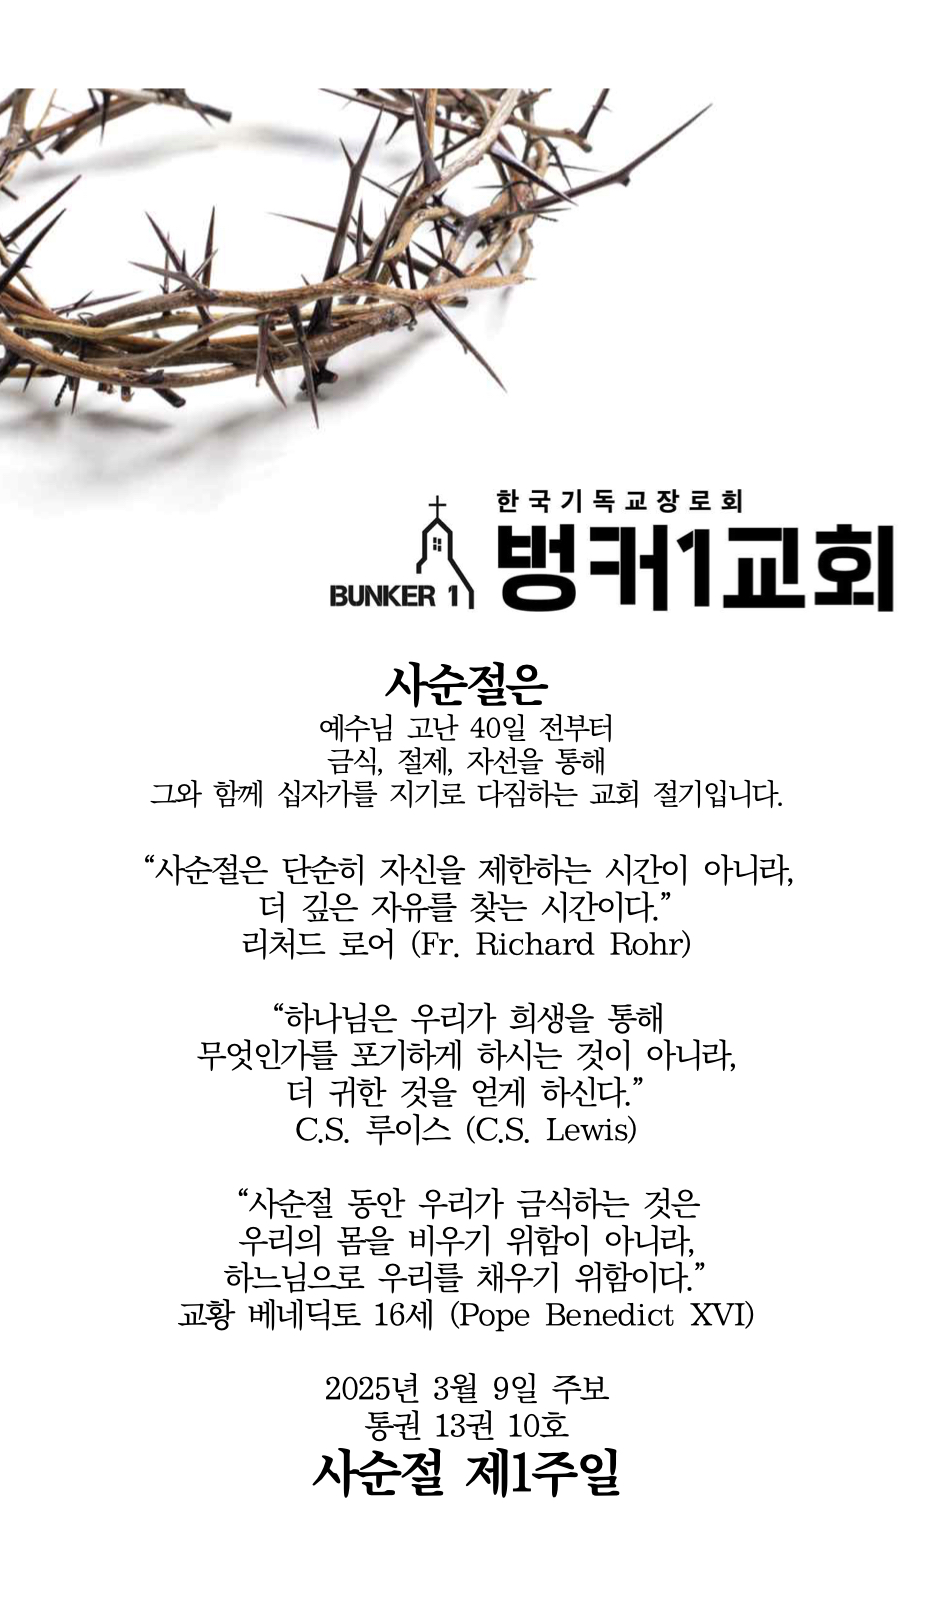 한국기독교장로회
BUNKER 1
벙커1교회
사순절은
예수님 고난 40일 전부터
금식, 절제, 자선을 통해
그와 함께 십자가를 지기로 다짐하는 교회 절기입니다.
“사순절은 단순히 자신을 제한하는 시간이 아니라,
더 깊은 자유를 찾는 시간이다.”
리처드 로어 (Fr. Richard Rohr)
“하나님은 우리가 희생을 통해
무엇인가를 포기하게 하시는 것이 아니라,
더 귀한 것을 얻게 하신다.”
C.S. 루이스 (C.S. Lewis)
“사순절 동안 우리가 금식하는 것은
우리의 몸을 비우기 위함이 아니라,
하느님으로 우리를 채우기 위함이다.”
교황 베네딕토 16세 (Pope Benedict XVI)
2025년 3월 9일 주보
통권 13권 10호
사순절 제1주일